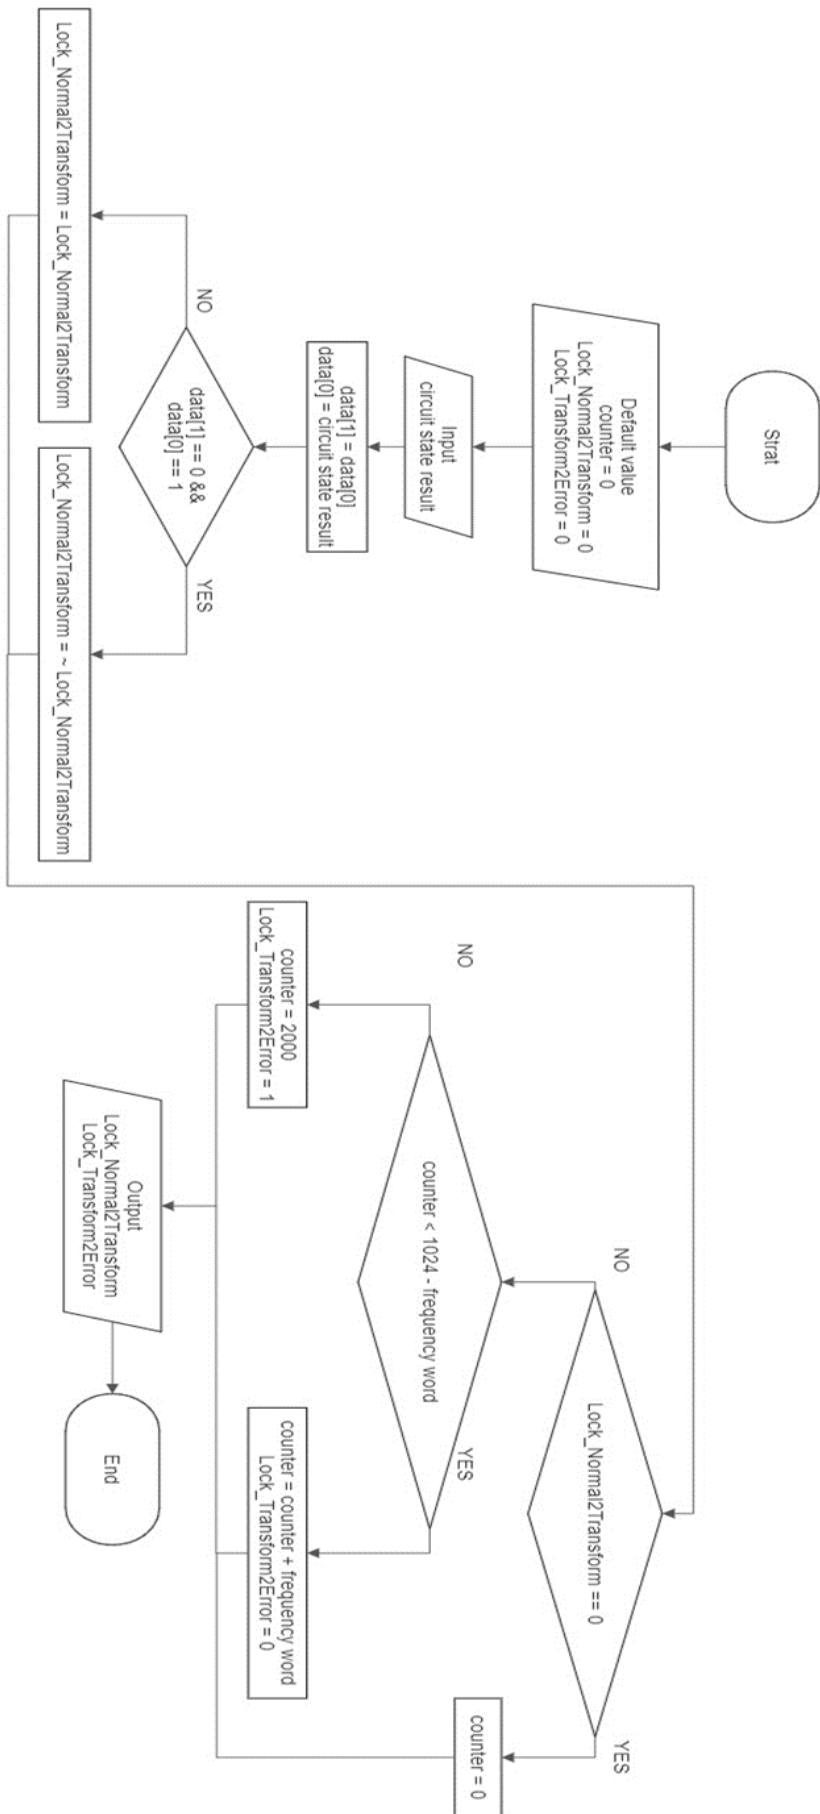 Strat
Default value
counter = 0
Lock_Normal2Transform = 0
Lock_Transform2Error = 0
Input
circuit state result
data[1] = data[0]
data[0] = circuit state result
data[1] == 0 &&
data[0] == 1
NO
YES
Lock_Normal2Transform = Lock_Normal2Transform
Lock_Normal2Transform = ~ Lock_Normal2Transform
Lock_Normal2Transform == 0
NO
YES
counter < 1024 - frequency word
NO
YES
counter = 0
counter = 2000
Lock_Transform2Error = 1
counter = counter + frequency word
Lock_Transform2Error = 0
Output
Lock_Normal2Transform
Lock_Transform2Error
End